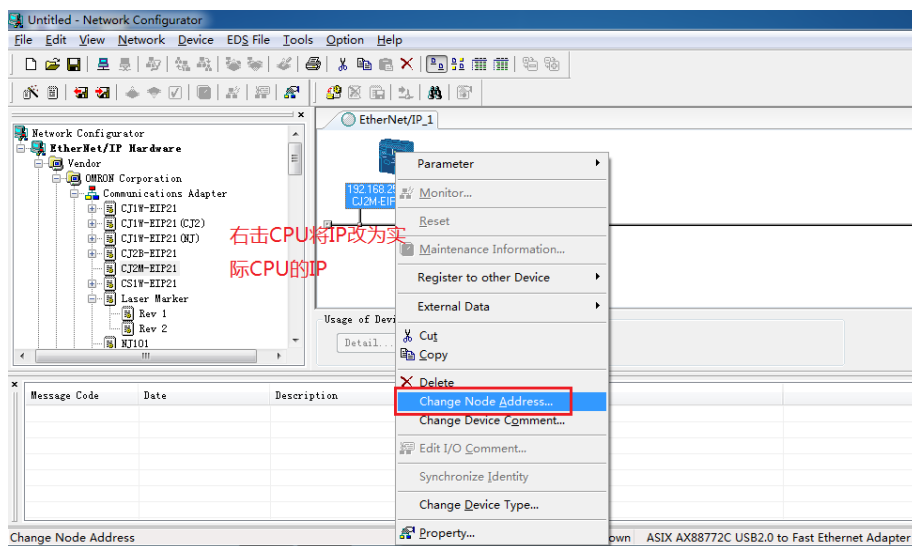 Untitled - Network Configurator
File Edit View Network Device EDS File Tools Option Help
EtherNet/IP_1
Network Configurator
EtherNet/IP Hardware
Vendor
OMRON Corporation
Communications Adapter
CJ1W-EIP21
CJ1W-EIP21(CJ2)
CJ1W-EIP21(NJ)
CJ2B-EIP21
CJ2M-EIP21
CS1W-EIP21
Laser Marker
Rev 1
Rev 2
NJ101
192.168.2
CJ2M-EIF
右击CPU将IP改为实
际CPU的IP
Usage of Devi
Detail...
Parameter
Monitor...
Reset
Maintenance Information...
Register to other Device
External Data
Cut
Copy
Delete
Change Node Address...
Change Device Comment...
Edit I/O Comment...
Synchronize Identity
Change Device Type...
Property...
Message Code Date Description
Change Node Address
own ASIX AX88772C USB2.0 to Fast Ethernet Adapter